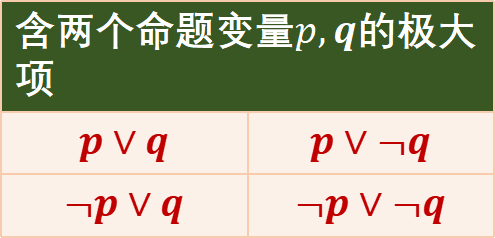 含两个命题变量p, q的极大
项
p ∨ q
p ∨ ¬q
¬p ∨ q
¬p ∨ ¬q